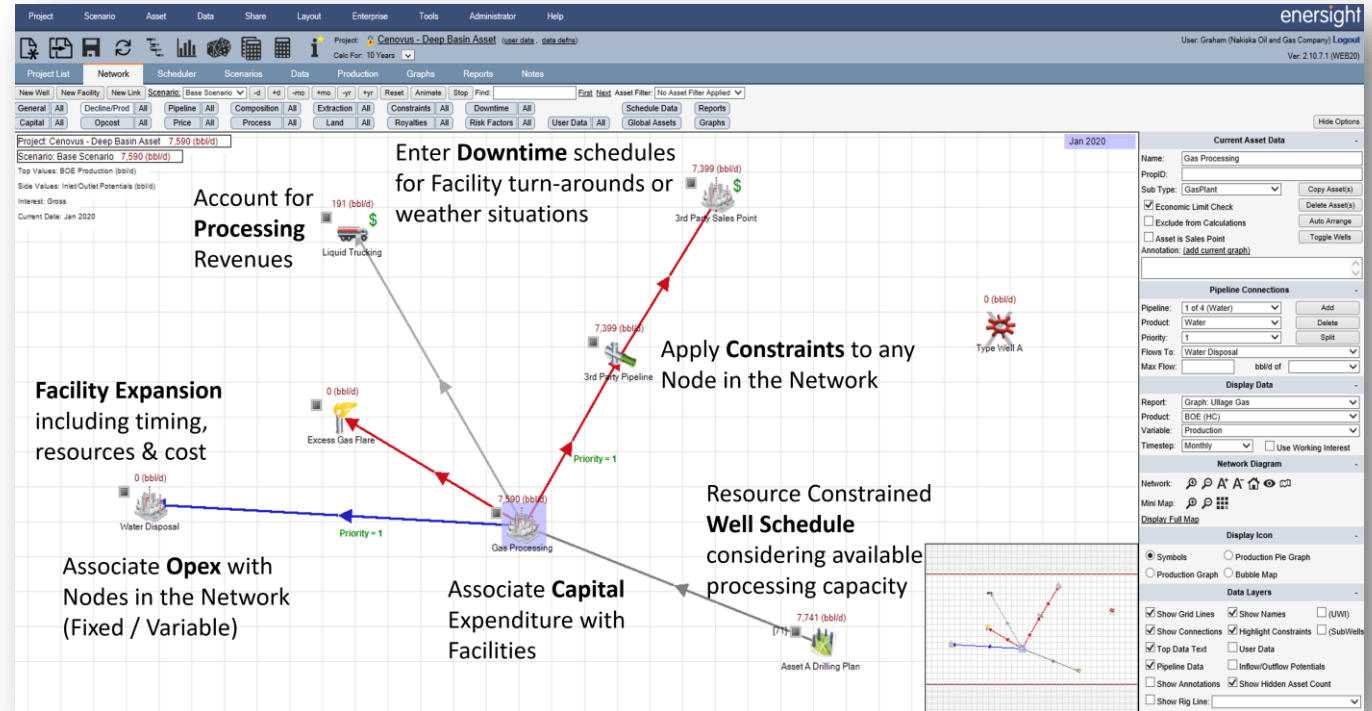 Project Scenario Asset Data Share Layout Enterprise Tools Administrator Help
enersight
Project: Cenovus - Deep Basin Asset (user data , data defns)
Calc For: 10 Years
User: Graham (Nakiska Oil and Gas Company) Logout
Ver: 2.10.7.1 (WEB20)
Project List Network Scheduler Scenarios Data Production Graphs Reports Notes
New Well New Facility New Link Scenario: Base Scenario -d +d -mo +mo -yr +yr Reset Animate Stop Find: First Next Asset Filter: No Asset Filter Applied
General All Decline/Prod All Pipeline All Composition All Extraction All Constraints All Downtime All Schedule Data Reports
Capital All Opcost All Price All Process All Land All Royalties All Risk Factors All User Data All Global Assets Graphs
Hide Options
Project: Cenovus - Deep Basin Asset 7,590 (bbl/d)
Scenario: Base Scenario 7,590 (bbl/d)
Top Values: BOE Production (bbl/d)
Side Values: Inlet/Outlet Potentials (bbl/d)
Interest: Gross
Current Date: Jan 2020
Jan 2020
Account for
Processing
Revenues
191 (bbl/d)
$
Liquid Trucking
Enter Downtime schedules
for Facility turn-arounds or
weather situations
7,399 (bbl/d)
$
3rd Party Sales Point
0 (bbl/d)
Type Well A
7,399 (bbl/d)
3rd Party Pipeline
Apply Constraints to any
Node in the Network
Facility Expansion
including timing,
resources & cost
0 (bbl/d)
Excess Gas Flare
Priority = 1
0 (bbl/d)
Water Disposal
Priority = 1
7,590 (bbl/d)
Gas Processing
Resource Constrained
Well Schedule
considering available
processing capacity
Associate Opex with
Nodes in the Network
(Fixed / Variable)
Associate Capital
Expenditure with
Facilities
7,741 (bbl/d)
[71]
Asset A Drilling Plan
Current Asset Data -
Name: Gas Processing
PropID:
Sub Type: GasPlant Copy Asset(s)
Economic Limit Check Delete Asset(s)
Exclude from Calculations Auto Arrange
Asset is Sales Point Toggle Wells
Annotation: (add current graph)
Pipeline Connections -
Pipeline: 1 of 4 (Water) Add
Product: Water Delete
Priority: 1 Split
Flows To: Water Disposal
Max Flow: bbl/d of
Display Data -
Report: Graph: Ullage Gas
Product: BOE (HC)
Variable: Production
Timestep: Monthly Use Working Interest
Network Diagram -
Network: A+ A-
Mini Map:
Display Full Map
Display Icon -
Symbols Production Pie Graph
Production Graph Bubble Map
Data Layers -
Show Grid Lines Show Names (UWI)
Show Connections Highlight Constraints (SubWells
Top Data Text User Data
Pipeline Data Inflow/Outflow Potentials
Show Annotations Show Hidden Asset Count
Show Rig Line: